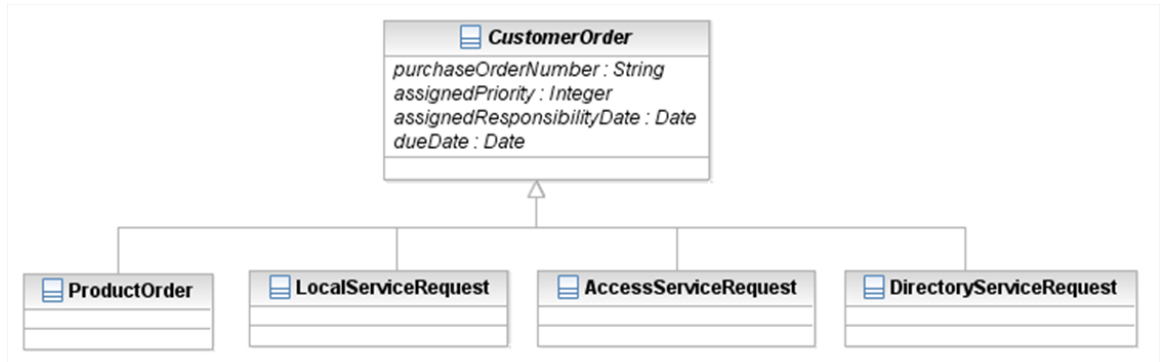 CustomerOrder
purchaseOrderNumber : String
assignedPriority : Integer
assignedResponsibilityDate : Date
dueDate : Date
ProductOrder
LocalServiceRequest
AccessServiceRequest
DirectoryServiceRequest